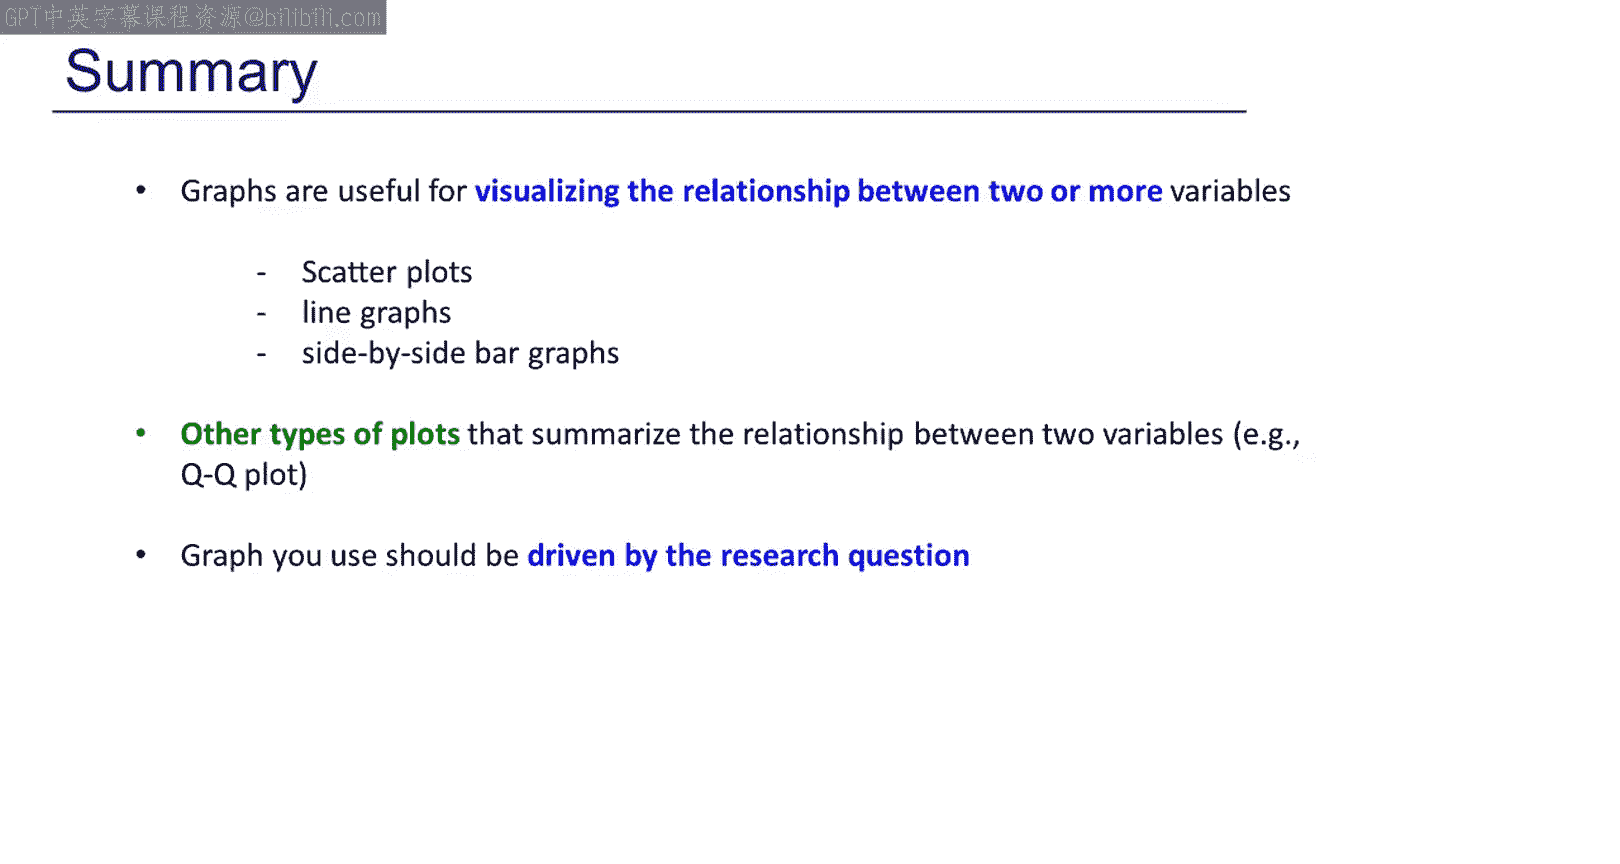 GPT中英字幕课程资源@bilibili.com
Summary
• Graphs are useful for visualizing the relationship between two or more variables
- Scatter plots
- line graphs
- side-by-side bar graphs
• Other types of plots that summarize the relationship between two variables (e.g.,
Q-Q plot)
• Graph you use should be driven by the research question